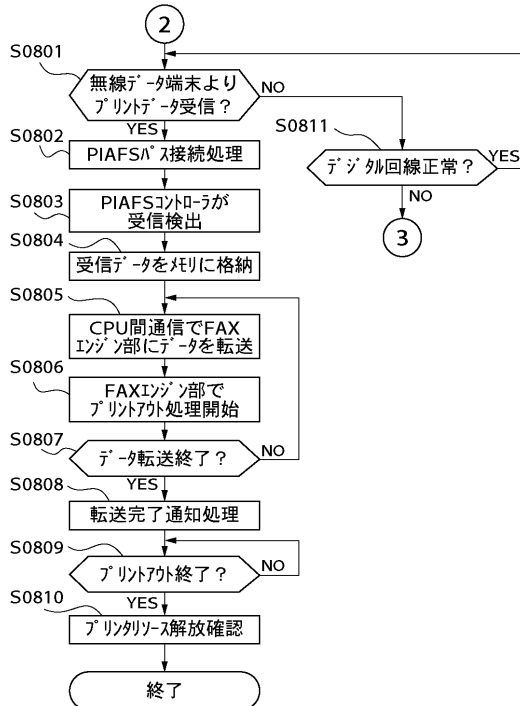 2
S0801
無線データ端末より
プリントデータ受信？
NO
YES
S0802
PIAFSパス接続処理
S0803
PIAFSコントローラが
受信検出
S0804
受信データをメモリに格納
S0805
CPU間通信でFAX
エンジン部にデータを転送
S0806
FAXエンジン部で
プリントアウト処理開始
S0807
データ転送終了？
NO
YES
S0808
転送完了通知処理
S0809
プリントアウト終了？
NO
YES
S0810
プリンタリソース解放確認
終了
S0811
デジタル回線正常？
YES
NO
3